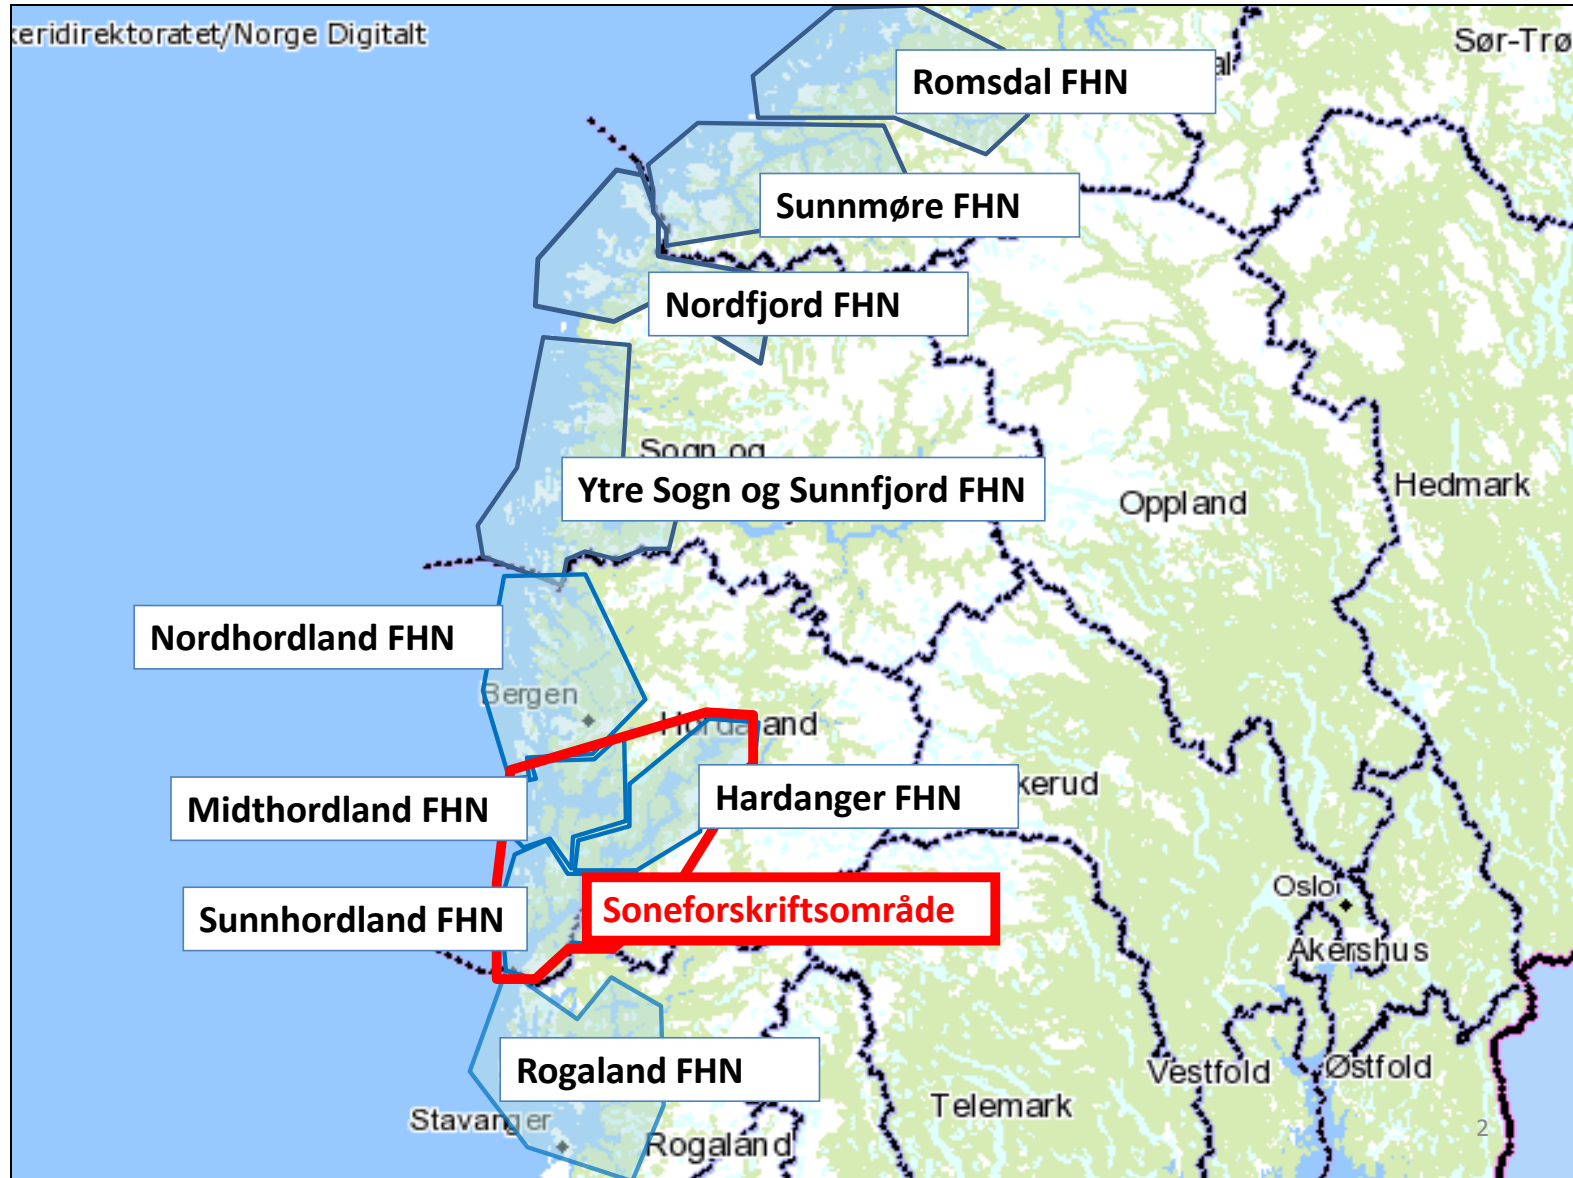 keridirektoratet/Norge Digitalt
Sør-Trø
Romsdal FHN
al
Sunnmøre FHN
Nordfjord FHN
Sogn og
Ytre Sogn og Sunnfjord FHN
Oppland
Hedmark
Nordhordland FHN
Bergen
Hordaland
Midthordland FHN
Hardanger FHN
kerud
Sunnhordland FHN
Soneforskriftsområde
Oslo
Akershus
Rogaland FHN
Vestfold
Østfold
Telemark
Stavanger
Rogaland
2